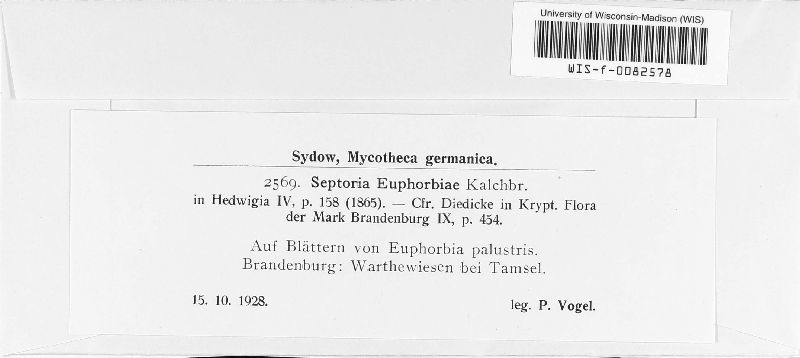 University of Wisconsin-Madison (WIS)
WIS-f-0082578
Sydow, Mycotheca germanica.
2569. Septoria Euphorbiae Kalchbr.
in Hedwigia IV, p. 158 (1865). — Cfr. Diedicke in Krypt. Flora
der Mark Brandenburg IX, p. 454.
Auf Blättern von Euphorbia palustris.
Brandenburg: Warthewiesen bei Tamsel.
15. 10. 1928. leg. P. Vogel.